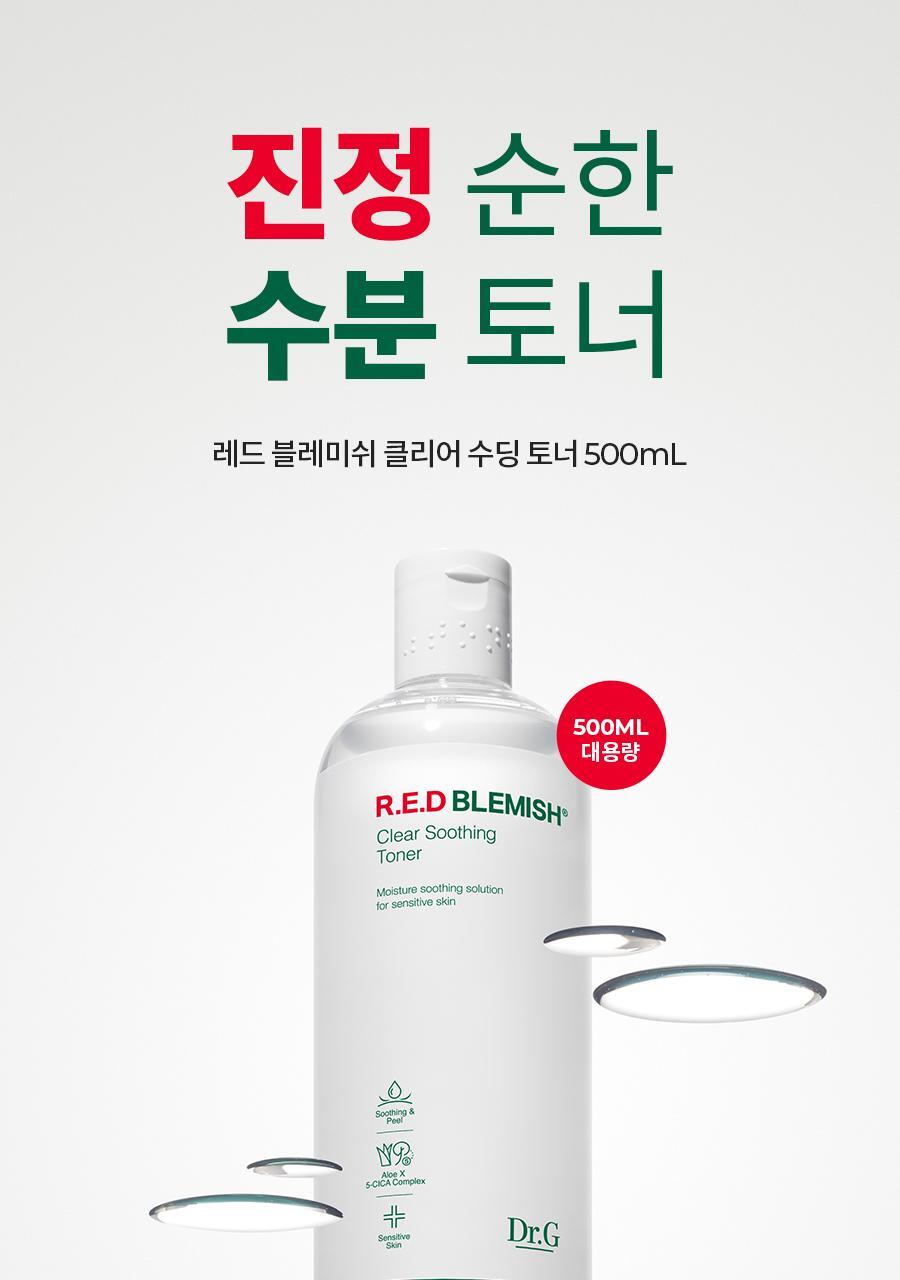 진정 순한
수분 토너
레드 블레미쉬 클리어 수딩 토너 500mL
500ML
대용량
R.E.D BLEMISH®
Clear Soothing
Toner
Moisture soothing solution
for sensitive skin
Soothing &
Peel
Aloe X
5-CICA Complex
Sensitive
Skin
Dr.G